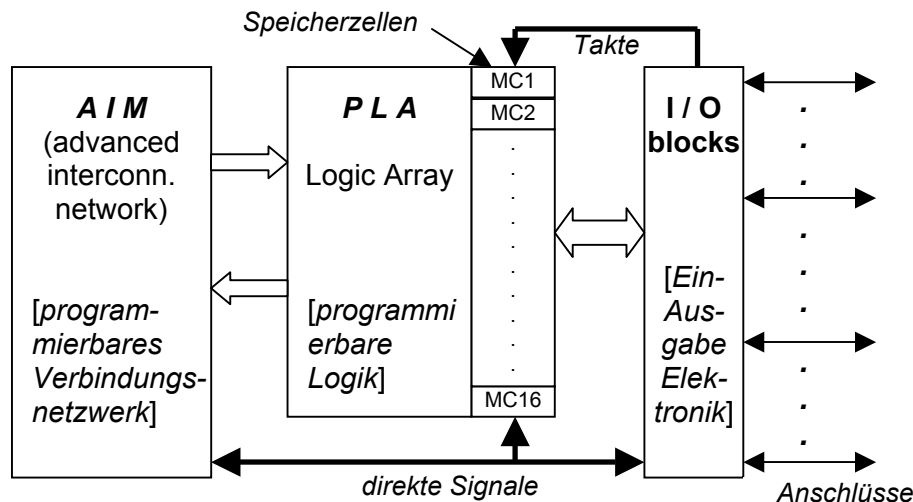 Speicherzellen
Takte
A I M
(advanced
interconn.
network)
[program-
mierbares
Verbindungs-
netzwerk]
P L A
Logic Array
[programmi
erbare
Logik]
MC1
MC2
MC16
I / O
blocks
[Ein-
Aus-
gabe
Elek-
tronik]
direkte Signale
Anschlüsse